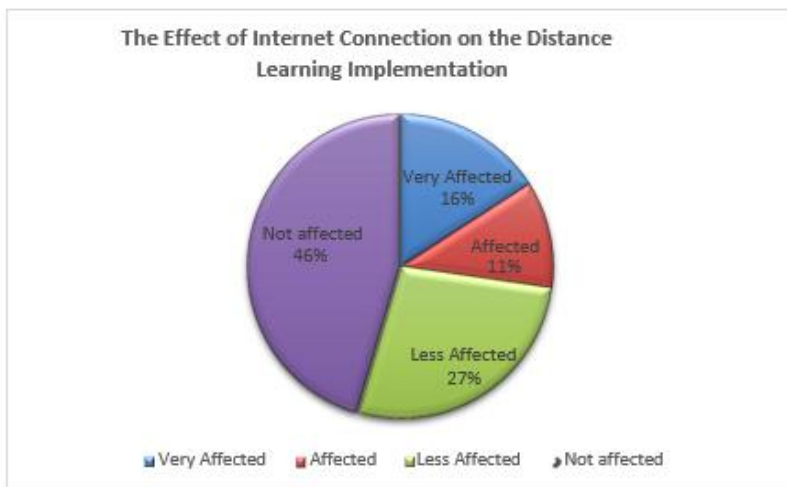 The Effect of Internet Connection on the Distance
Learning Implementation
Very Affected
16%
Affected
11%
Not affected
46%
Less Affected
27%
Very Affected
Affected
Less Affected
Not affected